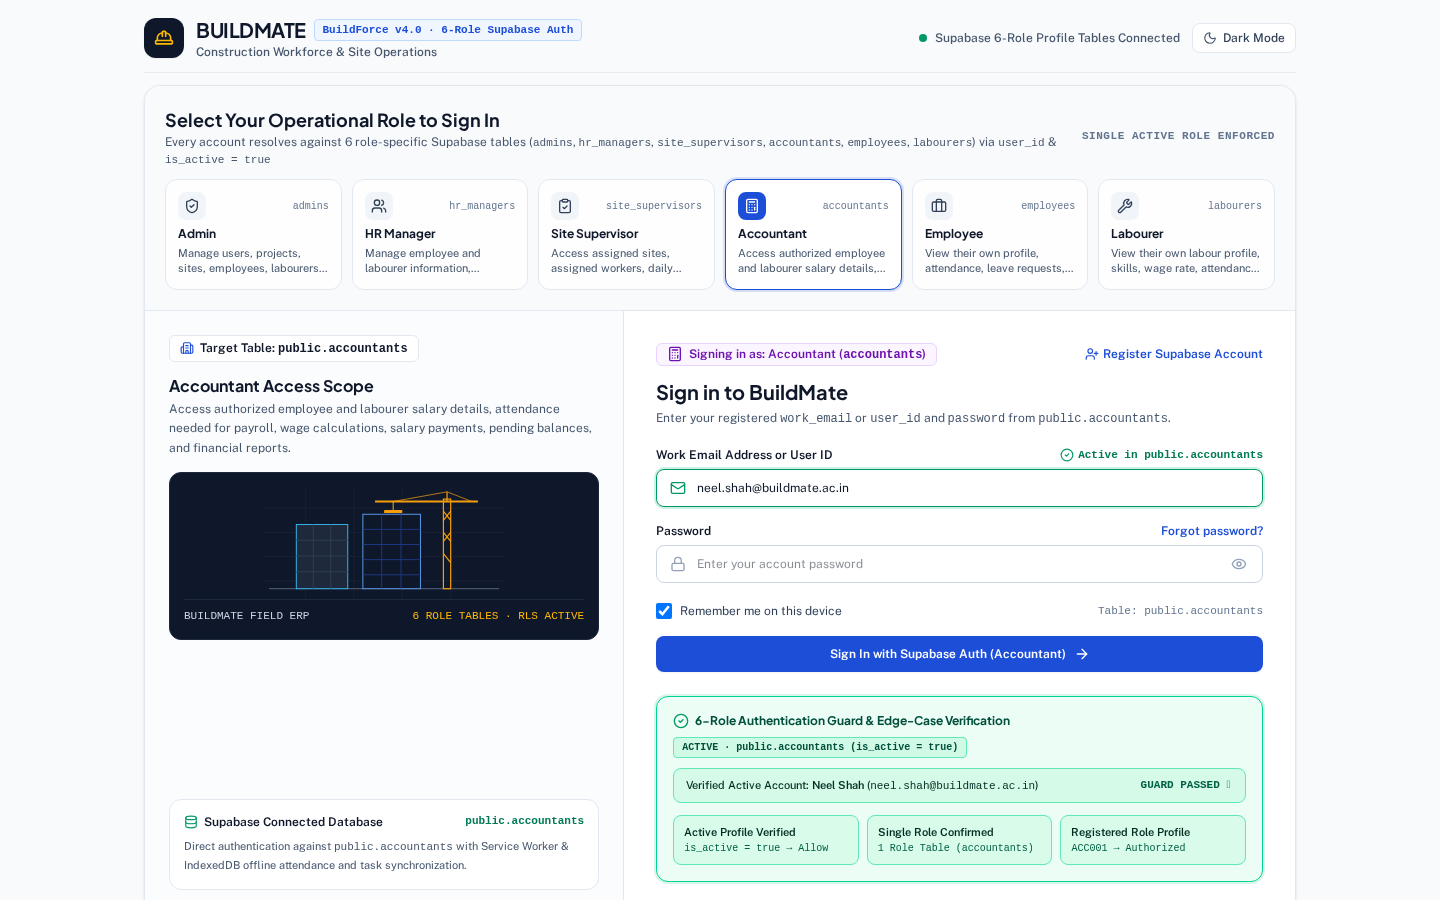 BUILDMATE
BuildForce v4.0 · 6-Role Supabase Auth
Construction Workforce & Site Operations
Supabase 6-Role Profile Tables Connected
Dark Mode
Select Your Operational Role to Sign In
Every account resolves against 6 role-specific Supabase tables (admins, hr_managers, site_supervisors, accountants, employees, labourers) via user_id &
is_active = true
SINGLE ACTIVE ROLE ENFORCED
admins
Admin
Manage users, projects,
sites, employees, labourers...
hr_managers
HR Manager
Manage employee and
labourer information,...
site_supervisors
Site Supervisor
Access assigned sites,
assigned workers, daily...
accountants
Accountant
Access authorized employee
and labourer salary details,...
employees
Employee
View their own profile,
attendance, leave requests,...
labourers
Labourer
View their own labour profile,
skills, wage rate, attendanc...
Target Table: public.accountants
Accountant Access Scope
Access authorized employee and labourer salary details, attendance
needed for payroll, wage calculations, salary payments, pending balances,
and financial reports.
BUILDMATE FIELD ERP
6 ROLE TABLES · RLS ACTIVE
Supabase Connected Database
public.accountants
Direct authentication against public.accountants with Service Worker &
IndexedDB offline attendance and task synchronization.
Signing in as: Accountant (accountants)
Register Supabase Account
Sign in to BuildMate
Enter your registered work_email or user_id and password from public.accountants.
Work Email Address or User ID
Active in public.accountants
neel.shah@buildmate.ac.in
Password
Forgot password?
Enter your account password
Remember me on this device
Table: public.accountants
Sign In with Supabase Auth (Accountant)
6-Role Authentication Guard & Edge-Case Verification
ACTIVE · public.accountants (is_active = true)
Verified Active Account: Neel Shah (neel.shah@buildmate.ac.in)
GUARD PASSED
Active Profile Verified
is_active = true → Allow
Single Role Confirmed
1 Role Table (accountants)
Registered Role Profile
ACC001 → Authorized